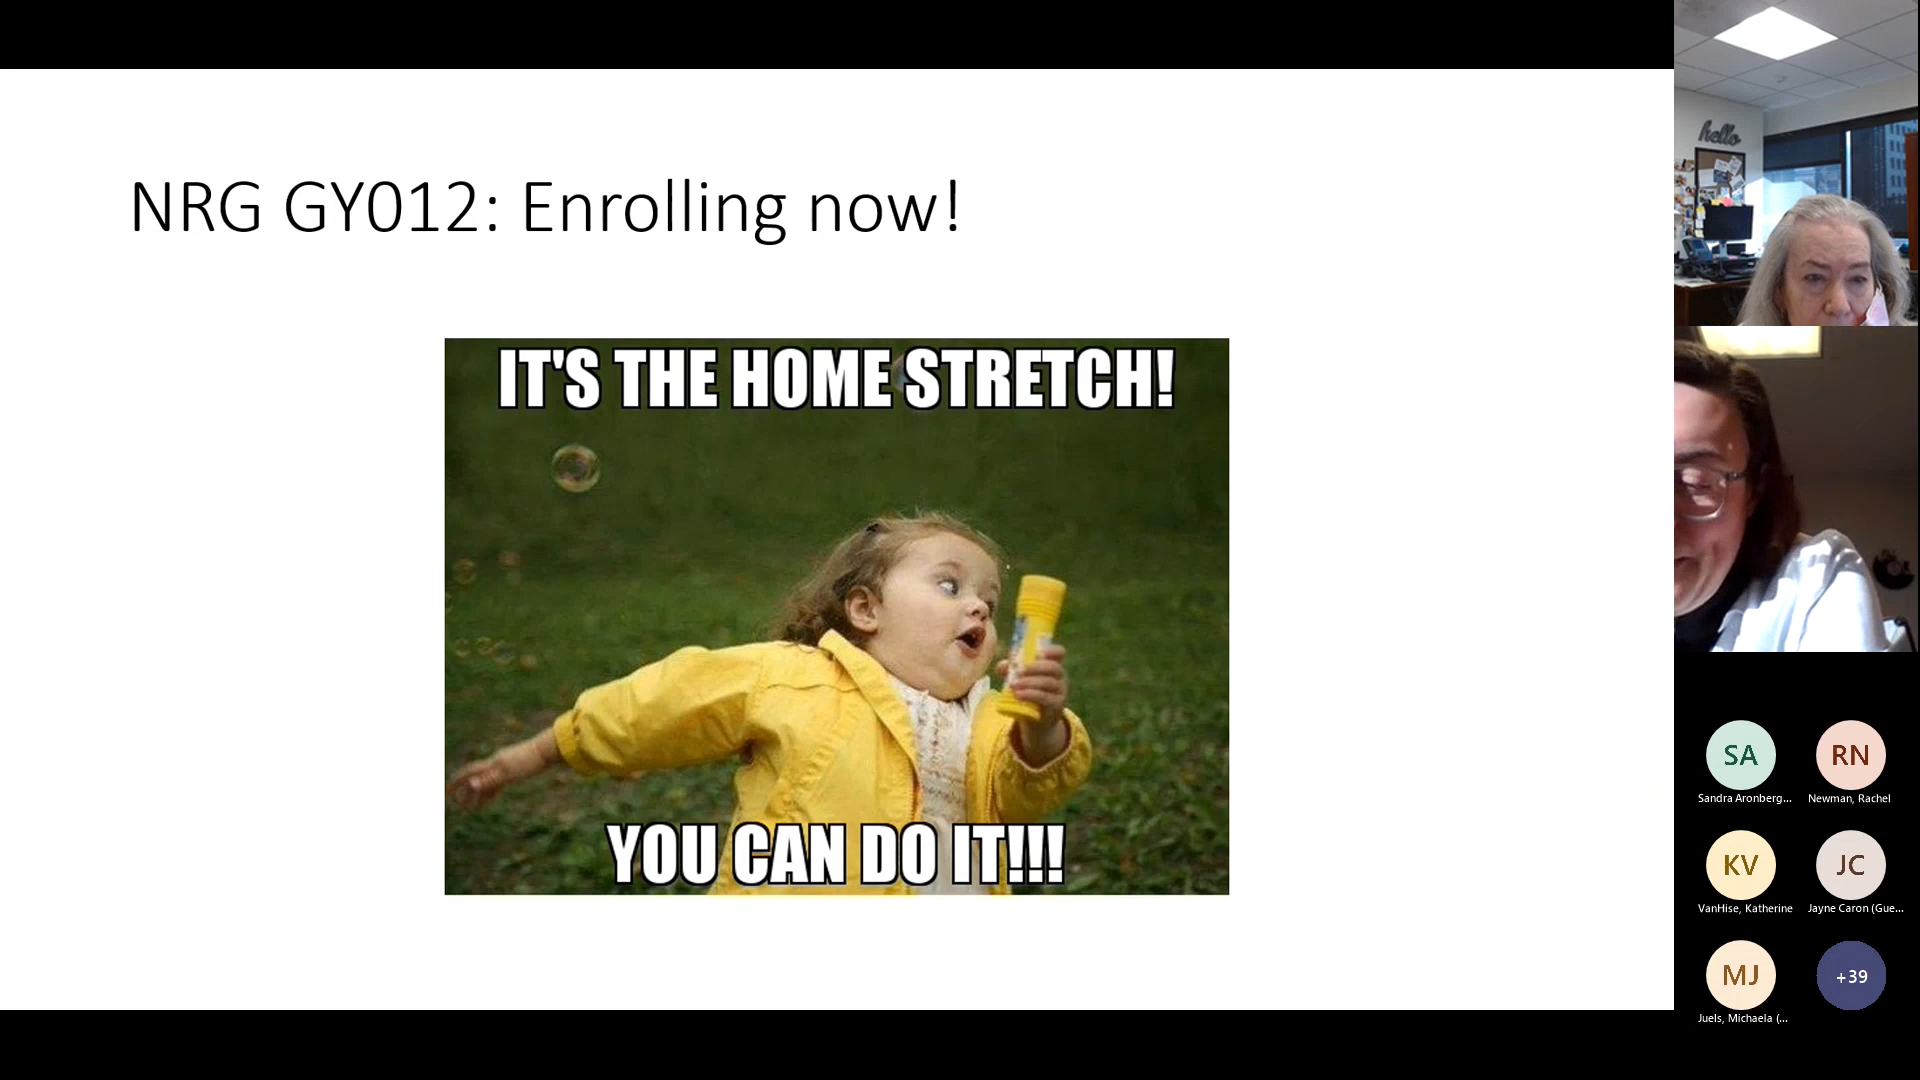 NRG GY012: Enrolling now!
IT'S THE HOME STRETCH!
YOU CAN DO IT!!!
hello
SA
RN
Sandra Aronberg...
Newman, Rachel
KV
JC
VanHise, Katherine
Jayne Caron (Gue...
MJ
+39
Juels, Michaela (...